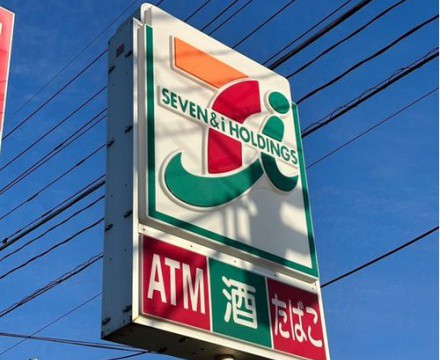 SEVEN&i HOLDINGS
ATM 酒 たばこ